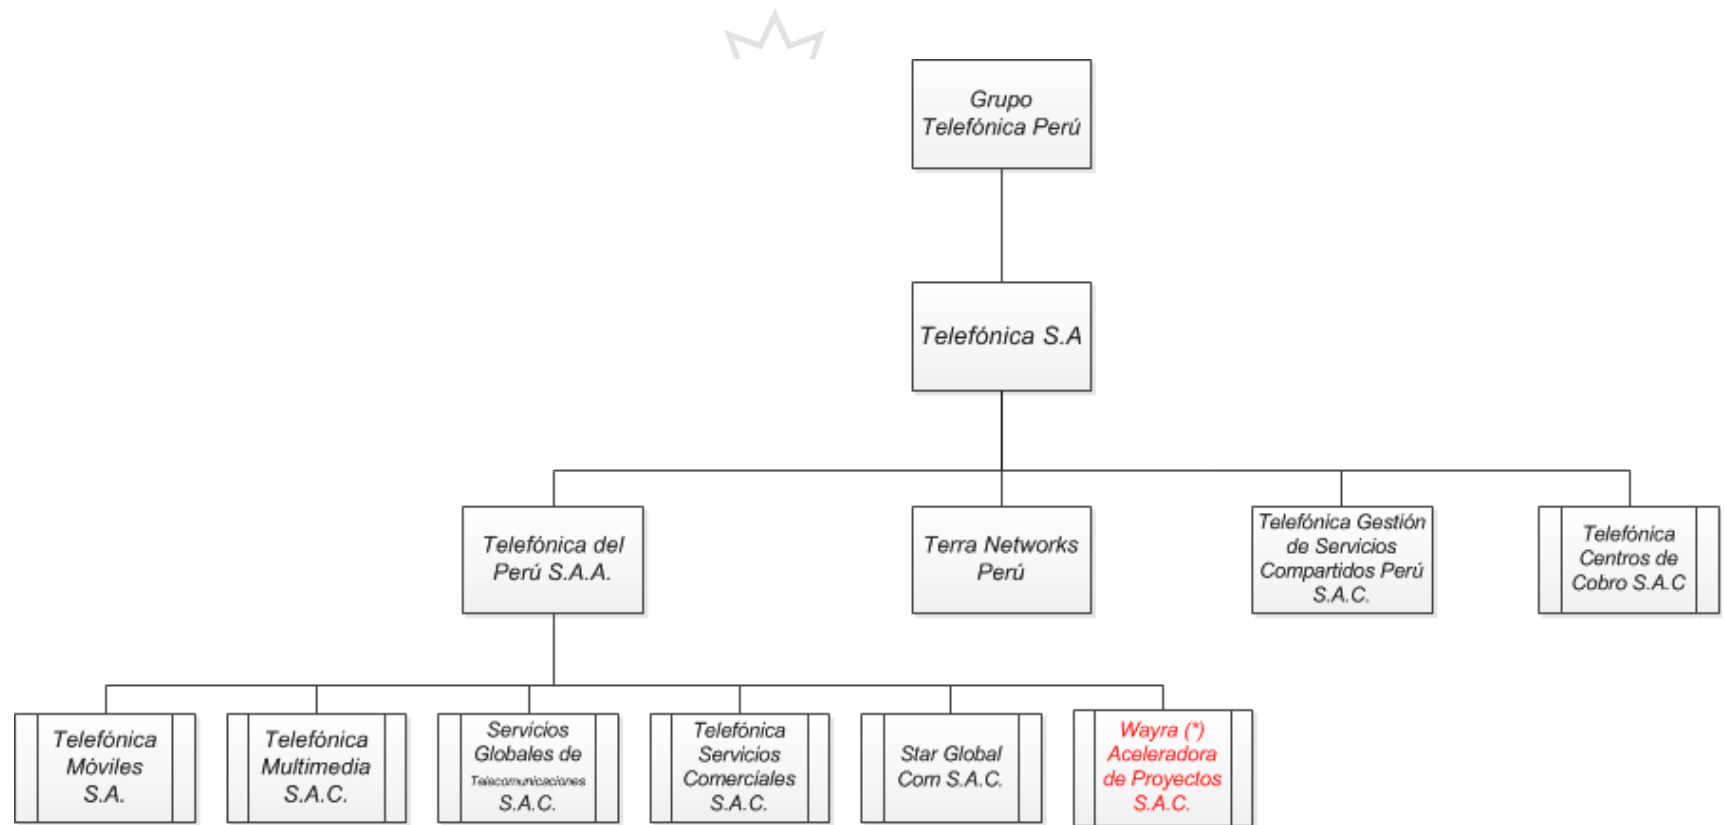 Grupo
Telefónica Perú
Telefónica S.A
Telefónica del
Perú S.A.A.
Terra Networks
Perú
Telefónica Gestión
de Servicios
Compartidos Perú
S.A.C.
Telefónica
Centros de
Cobro S.A.C
Telefónica
Móviles
S.A.
Telefónica
Multimedia
S.A.C.
Servicios
Globales de
Telecomunicaciones
S.A.C.
Telefónica
Servicios
Comerciales
S.A.C.
Star Global
Com S.A.C.
Wayra (*)
Aceleradora
de Proyectos
S.A.C.